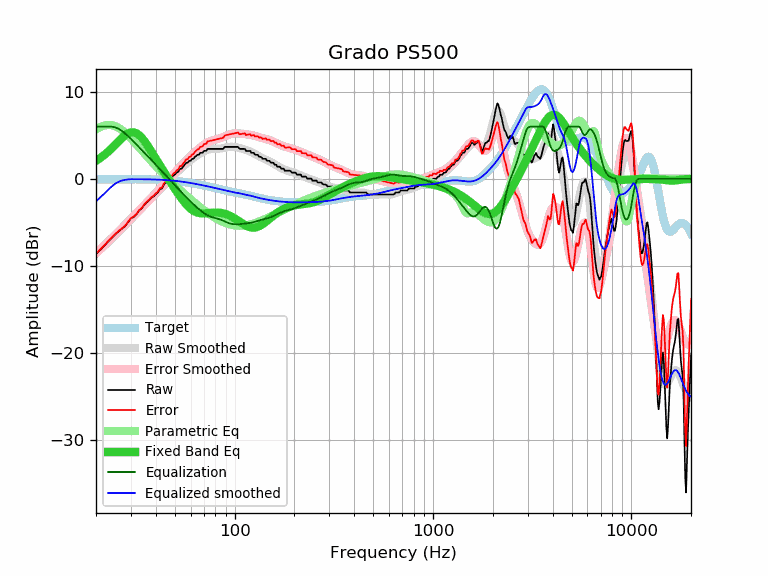 Grado PS500
Amplitude (dBr)
10
0
−10
−20
−30
Target
Raw Smoothed
Error Smoothed
Raw
Error
Parametric Eq
Fixed Band Eq
Equalization
Equalized smoothed
100
1000
10000
Frequency (Hz)